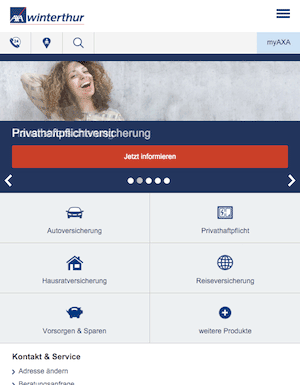 AXA winterthur
24
A
myAXA
Privathaftpflichtversicherung
Jetzt informieren
Autoversicherung
Privathaftpflicht
Hausratversicherung
Reiseversicherung
Vorsorgen & Sparen
weitere Produkte
Kontakt & Service
Adresse ändern
Beratungsanfrage